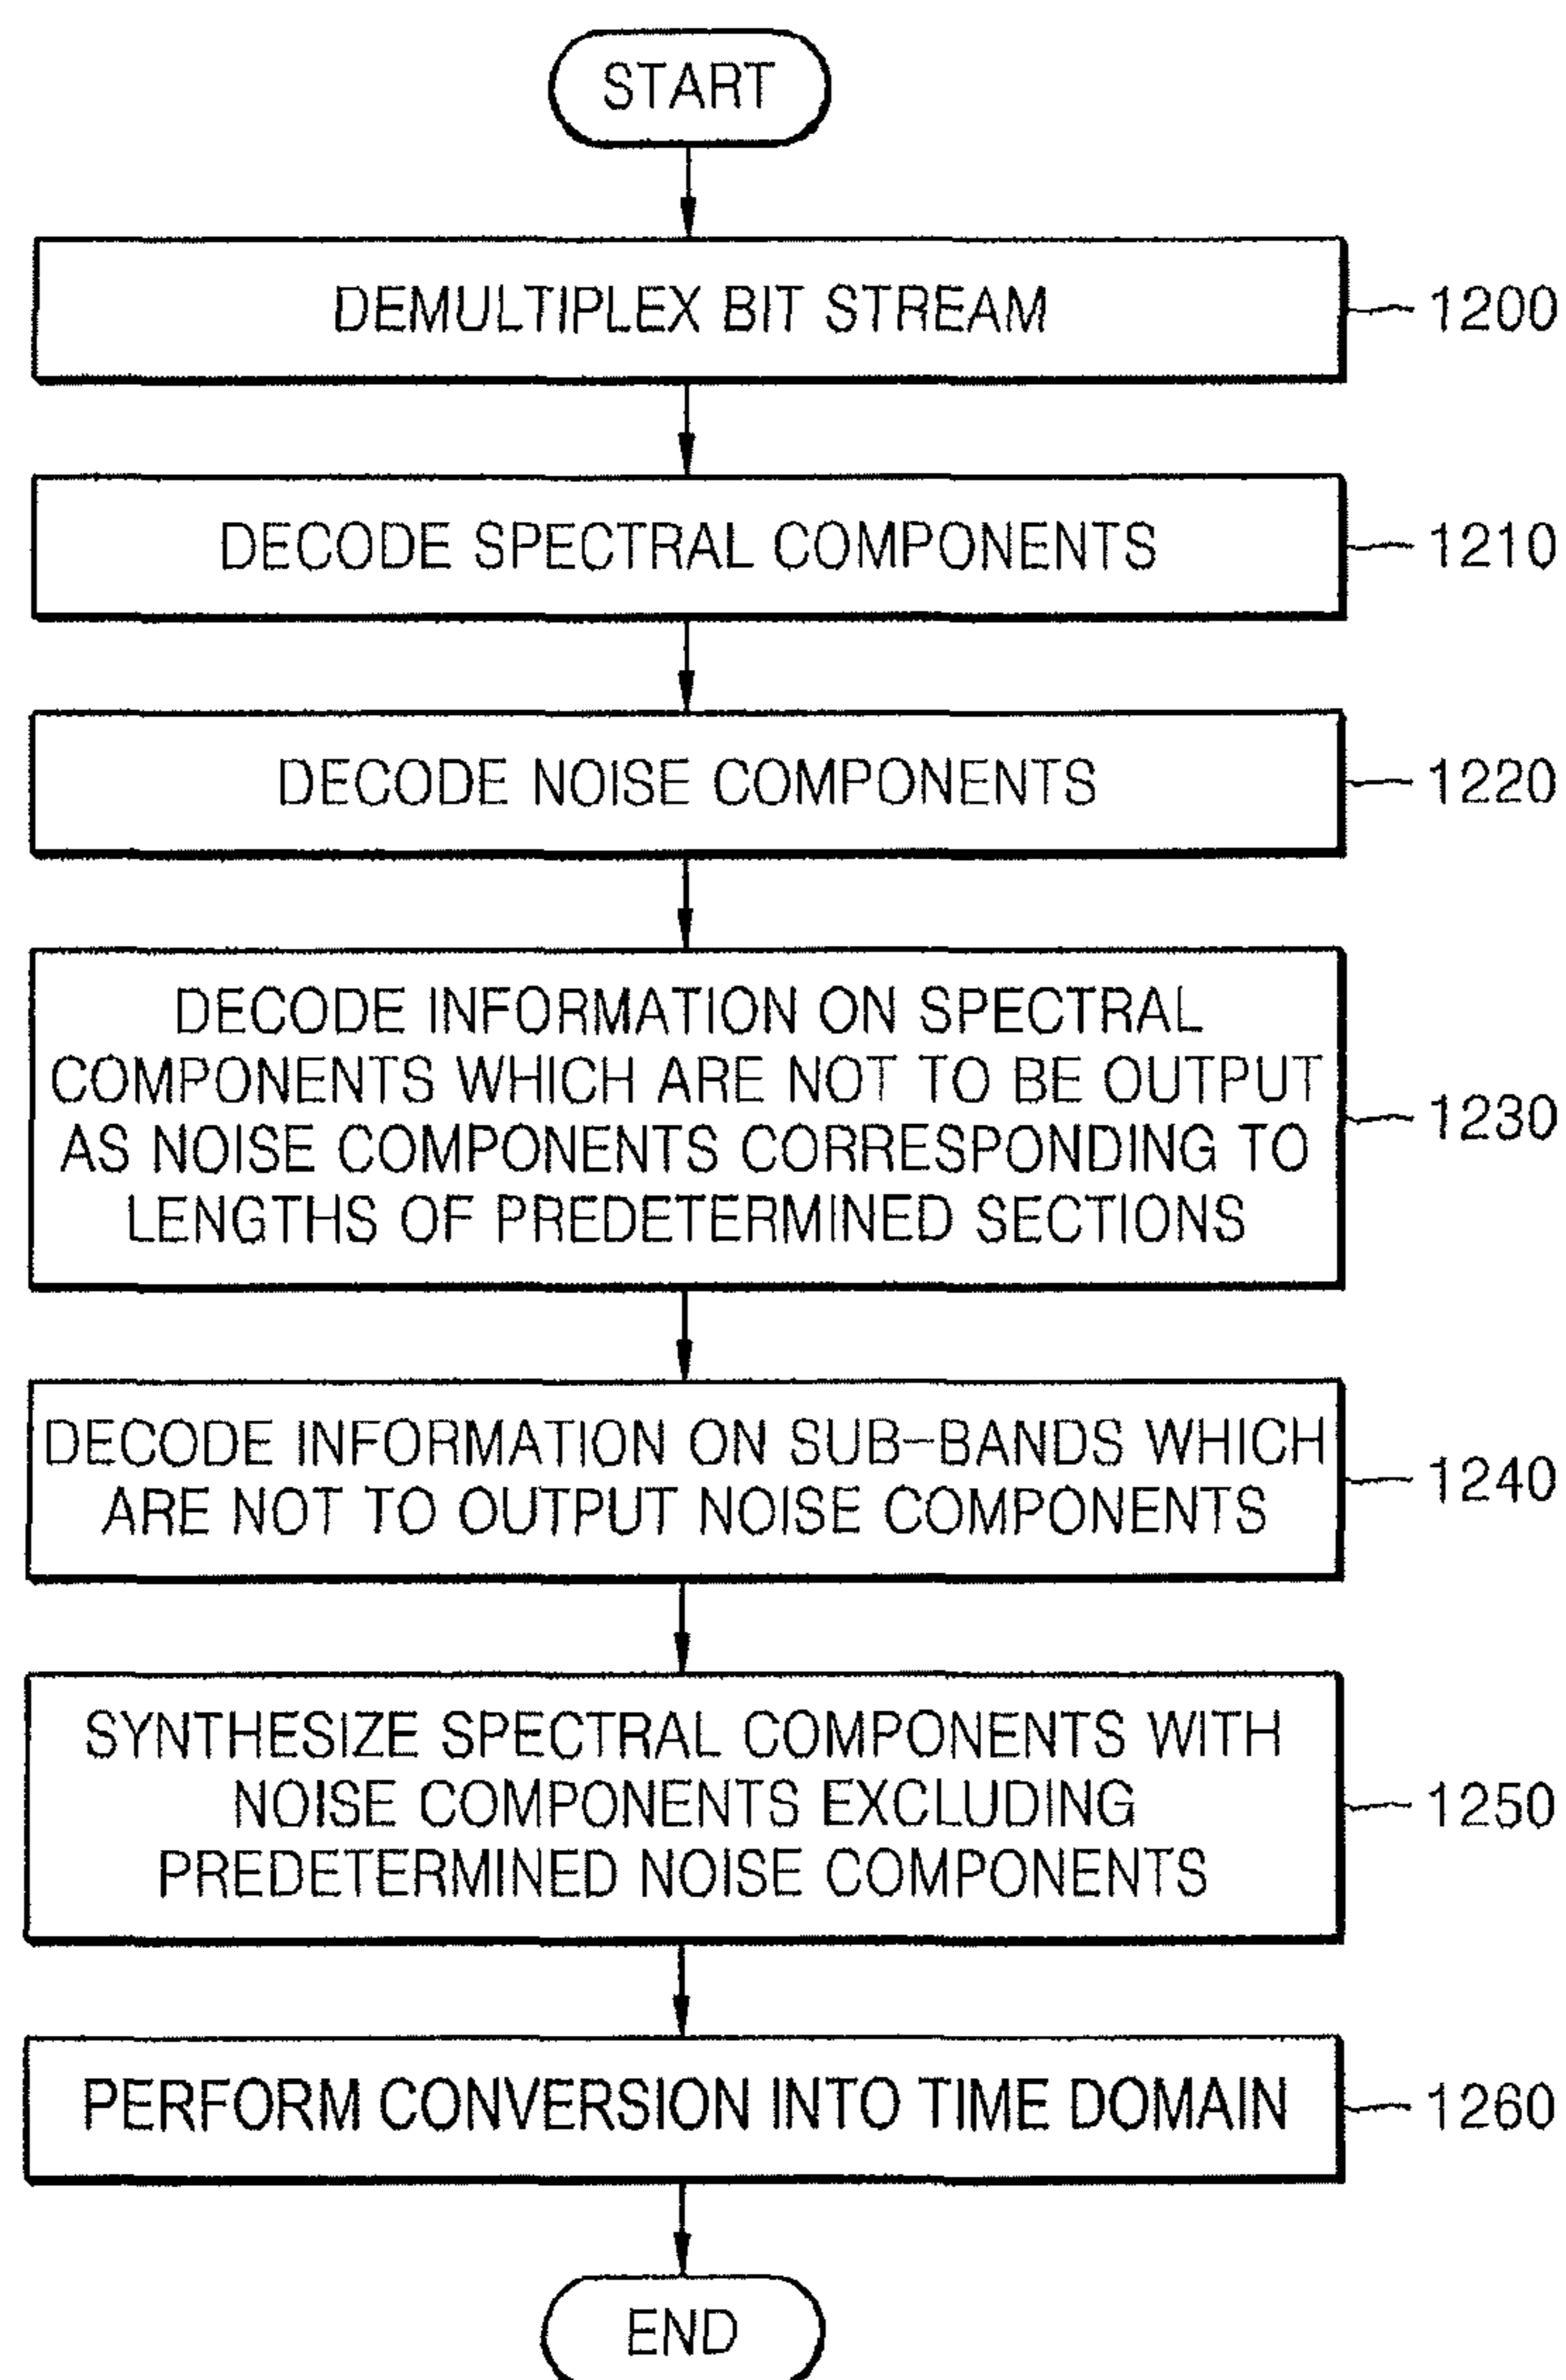 START
DEMULTIPLEX BIT STREAM
1200
DECODE SPECTRAL COMPONENTS
1210
DECODE NOISE COMPONENTS
1220
DECODE INFORMATION ON SPECTRAL
COMPONENTS WHICH ARE NOT TO BE OUTPUT
AS NOISE COMPONENTS CORRESPONDING TO
LENGTHS OF PREDETERMINED SECTIONS
1230
DECODE INFORMATION ON SUB-BANDS WHICH
ARE NOT TO OUTPUT NOISE COMPONENTS
1240
SYNTHESIZE SPECTRAL COMPONENTS WITH
NOISE COMPONENTS EXCLUDING
PREDETERMINED NOISE COMPONENTS
1250
PERFORM CONVERSION INTO TIME DOMAIN
1260
END